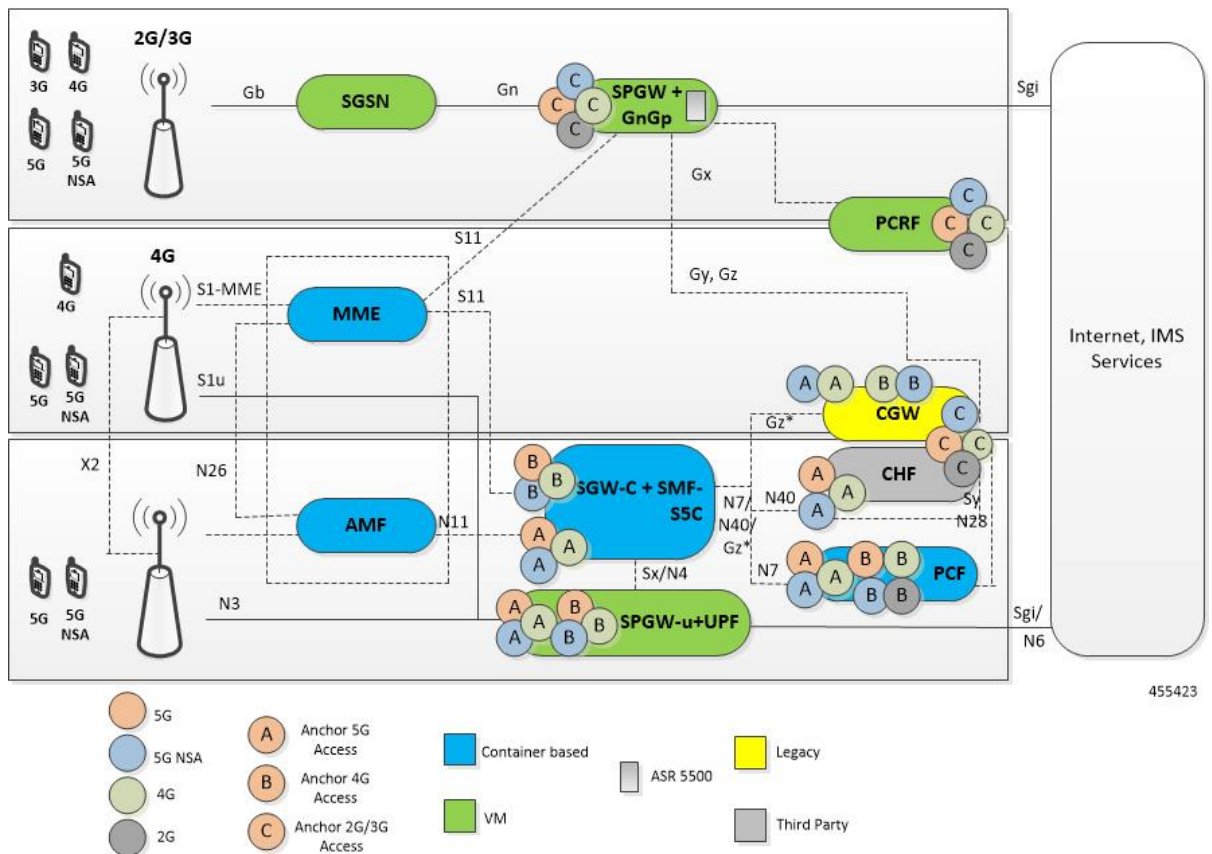 2G/3G
3G
4G
5G
5G
NSA
Gb
SGSN
Gn
C
C
C
C
SPGW +
GnGp
Sgi
Gx
PCRF
C
C
C
C
S11
4G
4G
5G
5G
NSA
S1-MME
MME
S11
Gy, Gz
S1u
Internet, IMS
Services
A
A
B
B
CGW
C
C
C
C
Gz*
X2
N26
B
B
B
SGW-C + SMF-
S5C
A
A
A
CHF
N7/
N40/
Gz*
N40
Sy
N28
AMF
N11
A
A
A
Sx/N4
N7
A
A
A
B
B
B
B
PCF
5G
5G
NSA
N3
A
A
A
B
B
B
SPGW-u+UPF
Sgi/
N6
455423
5G
5G NSA
4G
2G
A
Anchor 5G
Access
B
Anchor 4G
Access
C
Anchor 2G/3G
Access
Container based
VM
ASR 5500
Legacy
Third Party